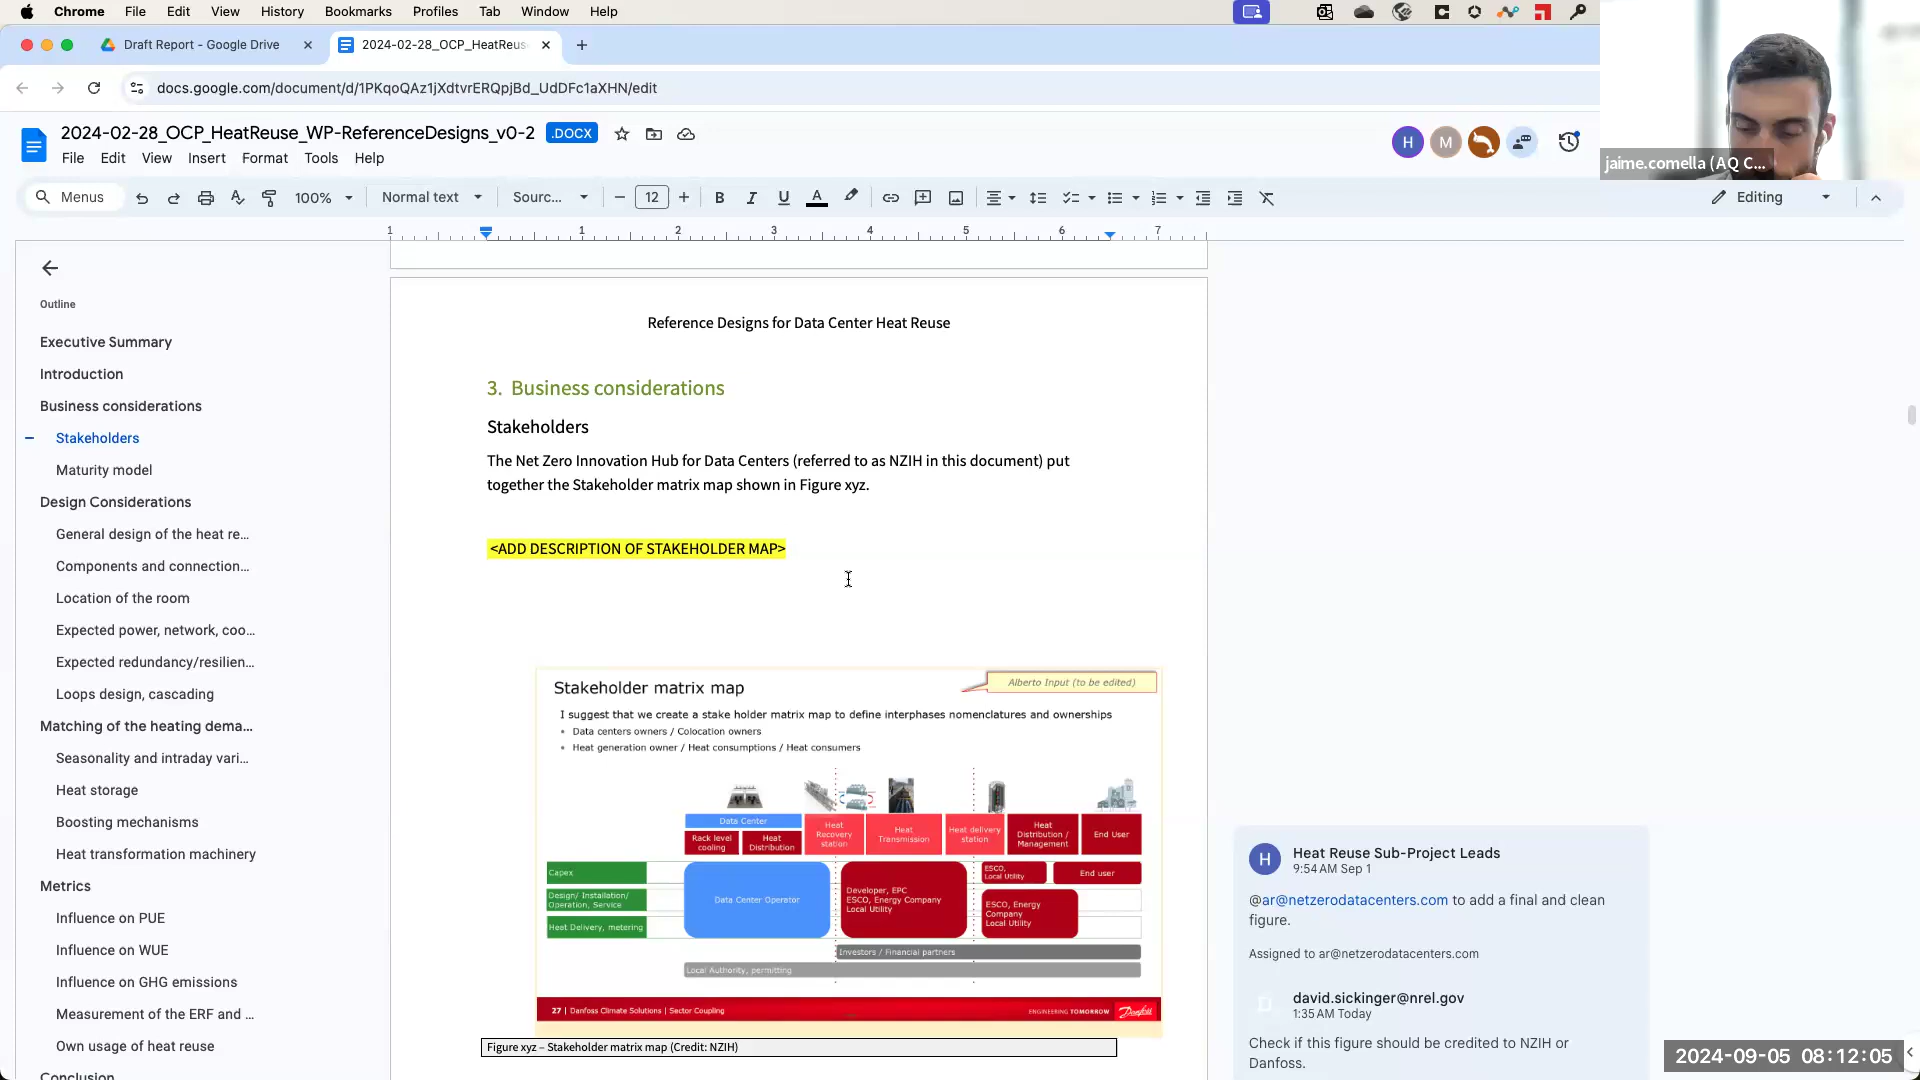 Chrome File Edit View History Bookmarks Profiles Tab Window Help
Draft Report - Google Drive
2024-02-28_OCP_HeatReus
docs.google.com/document/d/1PKqoQAz1jXdtvrERQpjBd_UdDFc1aXHN/edit
2024-02-28_OCP_HeatReuse_WP-ReferenceDesigns_v0-2 .DOCX
File Edit View Insert Format Tools Help
H M
jaime.comella (AQ C...
Menus 100% Normal text Sourc... 12 B I U A Editing
1 1 2 3 4 5 6 7
Outline
Executive Summary
Introduction
Business considerations
Stakeholders
Maturity model
Design Considerations
General design of the heat re...
Components and connection...
Location of the room
Expected power, network, coo...
Expected redundancy/resilien...
Loops design, cascading
Matching of the heating dema...
Seasonality and intraday vari...
Heat storage
Boosting mechanisms
Heat transformation machinery
Metrics
Influence on PUE
Influence on WUE
Influence on GHG emissions
Measurement of the ERF and ...
Own usage of heat reuse
Conclusion
Reference Designs for Data Center Heat Reuse
3. Business considerations
Stakeholders
The Net Zero Innovation Hub for Data Centers (referred to as NZIH in this document) put
together the Stakeholder matrix map shown in Figure xyz.
<ADD DESCRIPTION OF STAKEHOLDER MAP>
Stakeholder matrix map
Alberto Input (to be edited)
I suggest that we create a stake holder matrix map to define interphases nomenclatures and ownerships
• Data centers owners / Colocation owners
• Heat generation owner / Heat consumptions / Heat consumers
Data Center
Rack level
cooling
Heat
Distribution
Heat
Recovery
station
Heat
Transmission
Heat delivery
station
Heat
Distribution /
Management
End User
Capex
Design/ Installation/
Operation, Service
Heat Delivery, metering
Data Center Operator
Developer, EPC
ESCO, Energy Company
Local Utility
ESCO,
Local Utility
End user
ESCO, Energy
Company
Local Utility
Investors / Financial partners
Local Authority, permitting
27 | Danfoss Climate Solutions | Sector Coupling
ENGINEERING TOMORROW
Danfoss
Figure xyz – Stakeholder matrix map (Credit: NZIH)
H
Heat Reuse Sub-Project Leads
9:54 AM Sep 1
@ar@netzerodatacenters.com to add a final and clean
figure.
Assigned to ar@netzerodatacenters.com
D
david.sickinger@nrel.gov
1:35 AM Today
Check if this figure should be credited to NZIH or
Danfoss.
2024-09-05 08:12:05